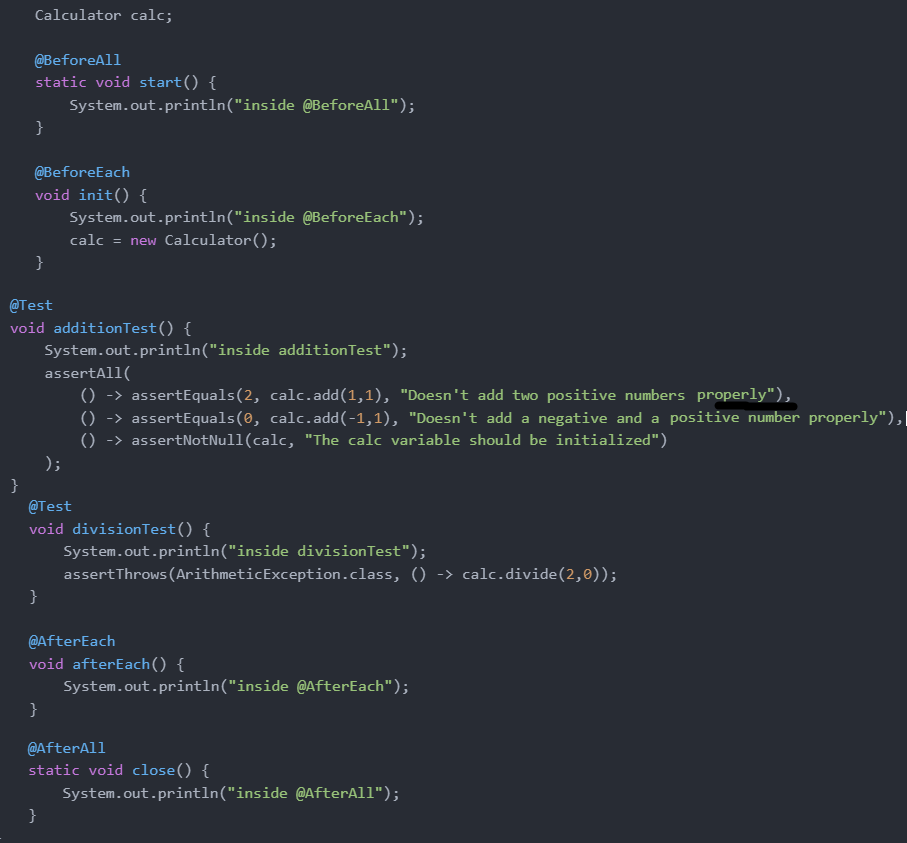 Calculator calc;
@BeforeAll
static void start() {
System.out.println("inside @BeforeAll");
}
@BeforeEach
void init() {
System.out.println("inside @BeforeEach");
calc = new Calculator();
}
@Test
void additionTest() {
System.out.println("inside additionTest");
assertAll(
() -> assertEquals(2, calc.add(1,1), "Doesn't add two positive numbers properly"),
() -> assertEquals(0, calc.add(-1,1), "Doesn't add a negative and a positive number properly"),
() -> assertNotNull(calc, "The calc variable should be initialized")
);
}
@Test
void divisionTest() {
System.out.println("inside divisionTest");
assertThrows(ArithmeticException.class, () -> calc.divide(2,0));
}
@AfterEach
void afterEach() {
System.out.println("inside @AfterEach");
}
@AfterAll
static void close() {
System.out.println("inside @AfterAll");
}